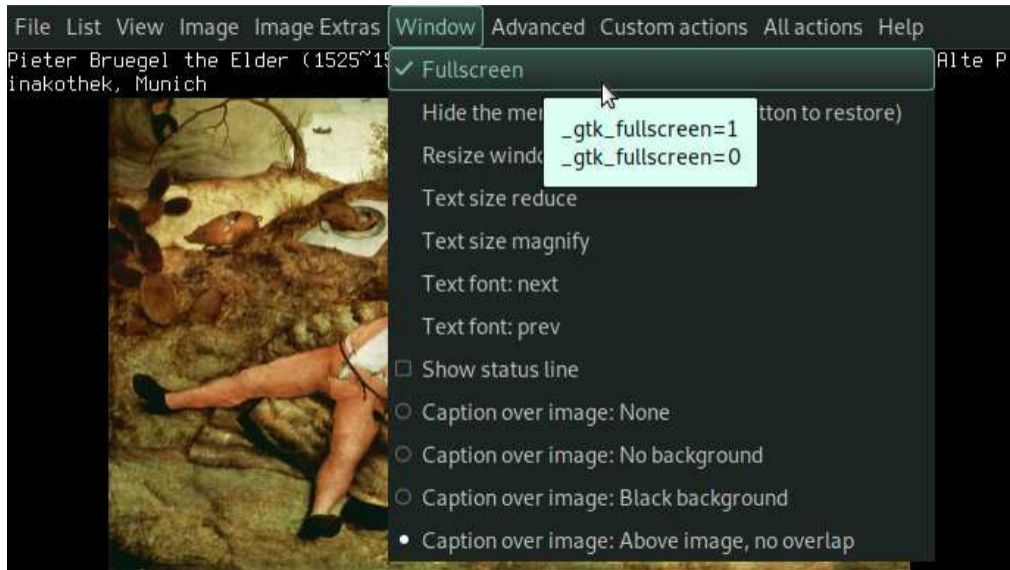 File List View Image Image Extras Window Advanced Custom actions All actions Help
Pieter Bruegel the Elder (1525~15
Alte P
inakothek, Munich
✓ Fullscreen
Hide the
tton to restore)
_gtk_fullscreen=1
_gtk_fullscreen=0
Resize
Text size reduce
Text size magnify
Text font: next
Text font: prev
Show status line
Caption over image: None
Caption over image: No background
Caption over image: Black background
Caption over image: Above image, no overlap